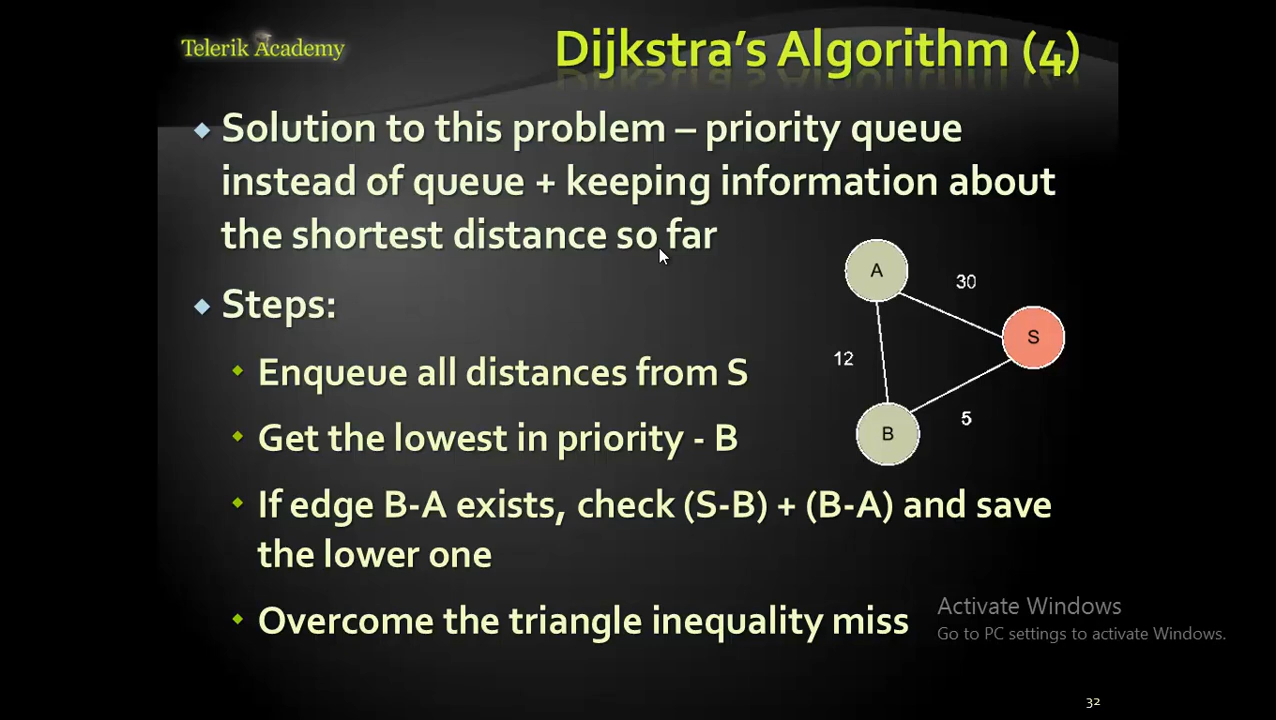 Telerik Academy
Dijkstra's Algorithm (4)
Solution to this problem – priority queue
instead of queue + keeping information about
the shortest distance so far
Steps:
Enqueue all distances from S
Get the lowest in priority - B
If edge B-A exists, check (S-B) + (B-A) and save
the lower one
Overcome the triangle inequality miss
A
30
S
12
5
B
Activate Windows
Go to PC settings to activate Windows.
32